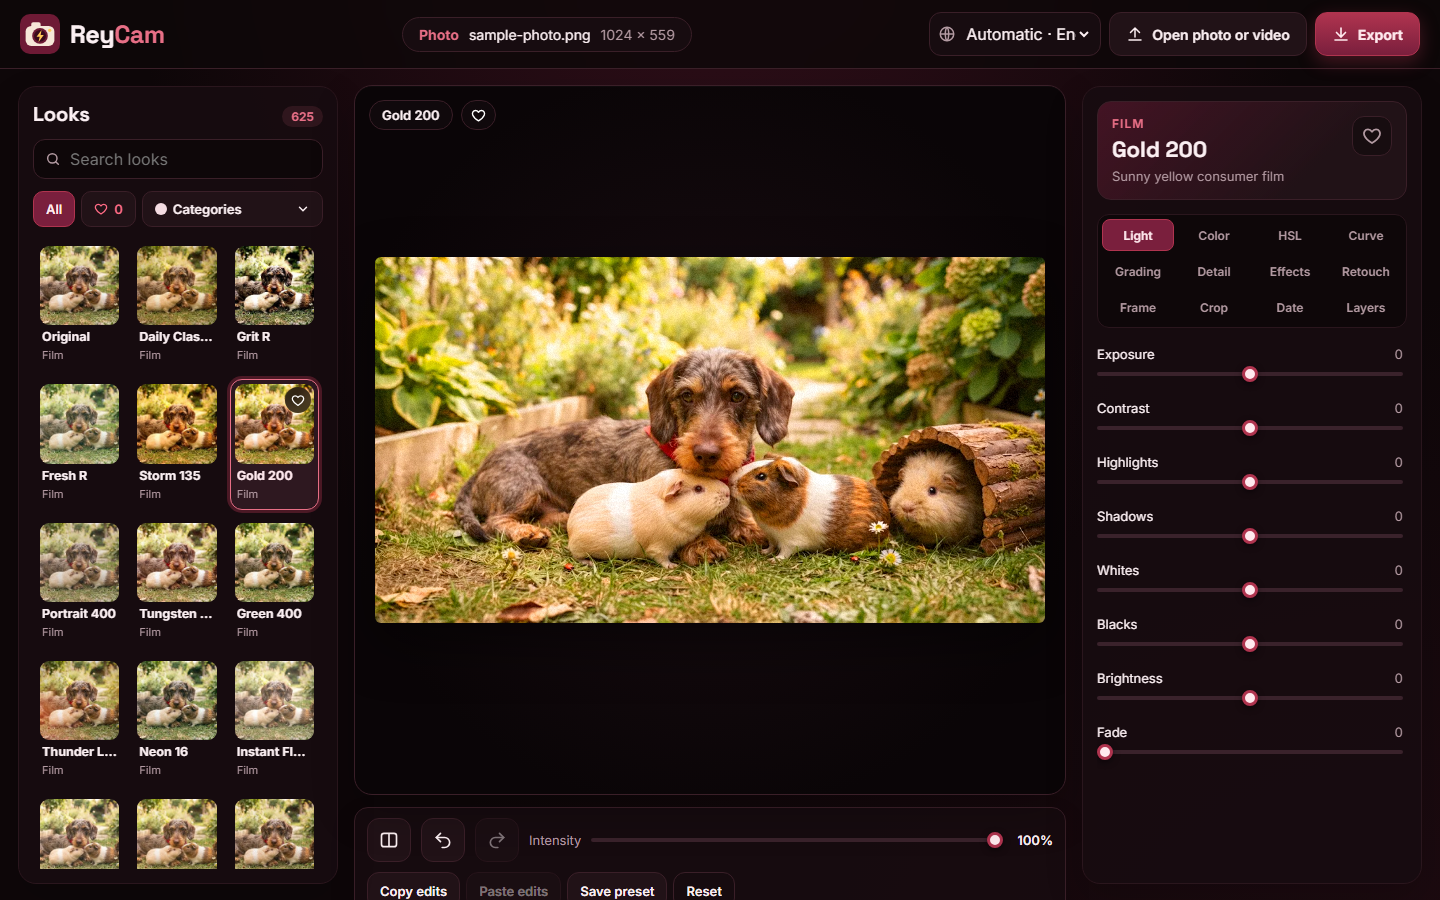 ReyCam
Photo sample-photo.png 1024 × 559
Automatic · En
Open photo or video
Export
Looks
625
Search looks
All
0
Categories
Original
Film
Daily Clas...
Film
Grit R
Film
Fresh R
Film
Storm 135
Film
Gold 200
Film
Portrait 400
Film
Tungsten ...
Film
Green 400
Film
Thunder L...
Film
Neon 16
Film
Instant Fl...
Film
Gold 200
Intensity
100%
Copy edits
Paste edits
Save preset
Reset
FILM
Gold 200
Sunny yellow consumer film
Light
Color
HSL
Curve
Grading
Detail
Effects
Retouch
Frame
Crop
Date
Layers
Exposure 0
Contrast 0
Highlights 0
Shadows 0
Whites 0
Blacks 0
Brightness 0
Fade 0